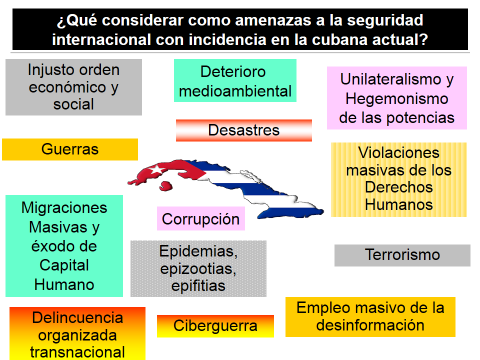 ¿Qué considerar como amenazas a la seguridad
internacional con incidencia en la cubana actual?
Injusto orden
económico y
social
Deterioro
medioambiental
Unilateralismo y
Hegemonismo
de las potencias
Desastres
Guerras
Violaciones
masivas de los
Derechos
Humanos
Migraciones
Masivas y
éxodo de
Capital
Humano
Corrupción
Epidemias,
epizootias,
epifitias
Terrorismo
Delincuencia
organizada
transnacional
Ciberguerra
Empleo masivo de la
desinformación